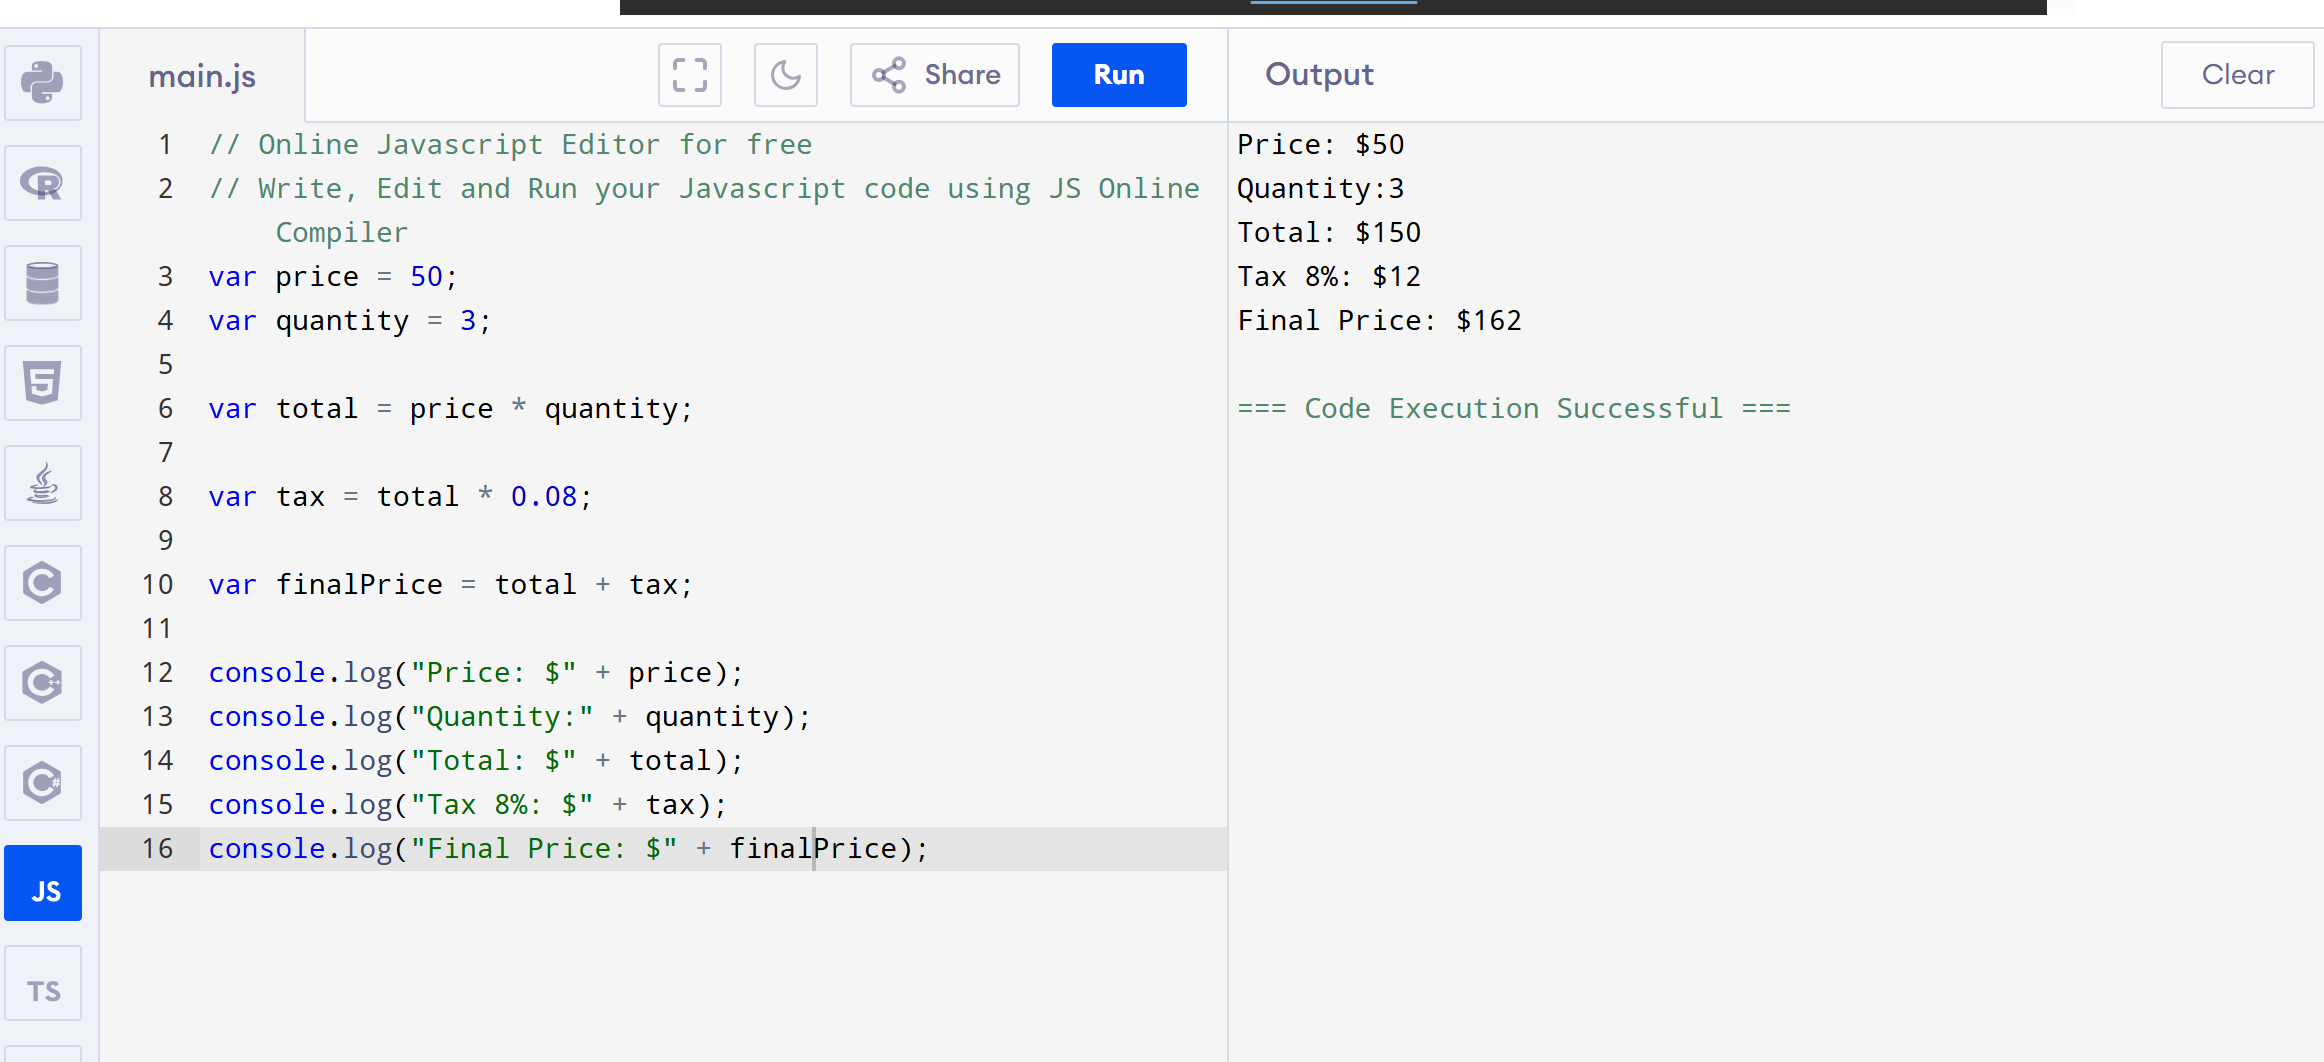 main.js
Share
Run
Output
Clear
1 // Online Javascript Editor for free
2 // Write, Edit and Run your Javascript code using JS Online
Compiler
3 var price = 50;
4 var quantity = 3;
5
6 var total = price * quantity;
7
8 var tax = total * 0.08;
9
10 var finalPrice = total + tax;
11
12 console.log("Price: $" + price);
13 console.log("Quantity:" + quantity);
14 console.log("Total: $" + total);
15 console.log("Tax 8%: $" + tax);
16 console.log("Final Price: $" + finalPrice);
Price: $50
Quantity:3
Total: $150
Tax 8%: $12
Final Price: $162
=== Code Execution Successful ===
R
5
C
C++
C#
JS
TS